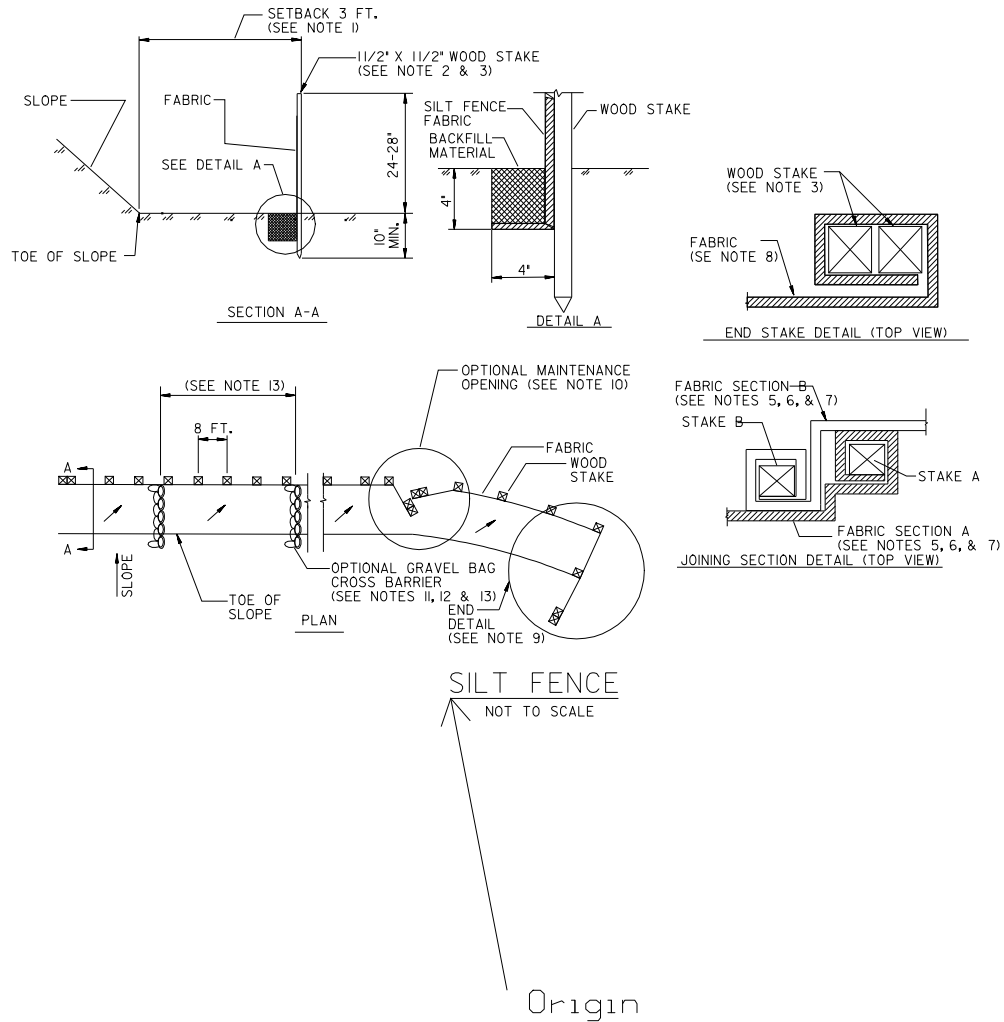 SETBACK 3 FT.
(SEE NOTE 1)
11/2" X 11/2" WOOD STAKE
(SEE NOTE 2 & 3)
SLOPE
FABRIC
SEE DETAIL A
24-28"
10"
MIN.
TOE OF SLOPE
SECTION A-A
SILT FENCE
FABRIC
BACKFILL
MATERIAL
WOOD STAKE
4"
4"
DETAIL A
WOOD STAKE
(SEE NOTE 3)
FABRIC
(SE NOTE 8)
END STAKE DETAIL (TOP VIEW)
(SEE NOTE 13)
8 FT.
A
A
SLOPE
TOE OF
SLOPE
PLAN
OPTIONAL MAINTENANCE
OPENING (SEE NOTE 10)
FABRIC
WOOD
STAKE
OPTIONAL GRAVEL BAG
CROSS BARRIER
(SEE NOTES 11, 12 & 13)
END
DETAIL
(SEE NOTE 9)
FABRIC SECTION B
(SEE NOTES 5, 6, & 7)
STAKE B
STAKE A
FABRIC SECTION A
(SEE NOTES 5, 6, & 7)
JOINING SECTION DETAIL (TOP VIEW)
SILT FENCE
NOT TO SCALE
Origin